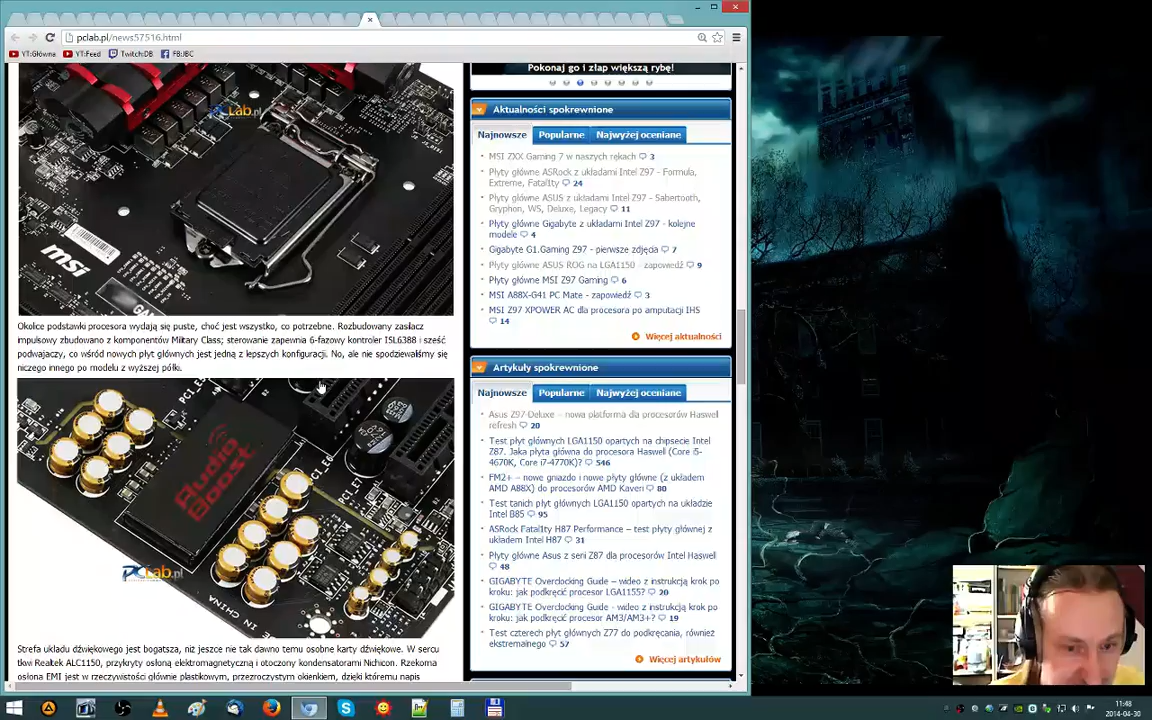 pclab.pl/news57516.html
YT:Główna
YT:Feed
Twitch:DB
FB:JBC
PCLab.pl
msi
Okolice podstawki procesora wydają się puste, choć jest wszystko, co potrzebne. Rozbudowany zasilacz
impulsowy zbudowano z komponentów Military Class; sterowanie zapewnia 6-fazowy kontroler ISL6388 i sześć
podwajaczy, co wśród nowych płyt głównych jest jedną z lepszych konfiguracji. No, ale nie spodziewaliśmy się
niczego innego po modelu z wyższej półki.
PCI_E6
PCI_E7
Audio
Boost
PCLab.pl
IN CHINA
Strefa układu dźwiękowego jest bogatsza, niż jeszcze nie tak dawno temu osobne karty dźwiękowe. W sercu
tkwi Realtek ALC1150, przykryty osłoną elektromagnetyczną i otoczony kondensatorami Nichicon. Rzekoma
osłona EMI jest w rzeczywistości głównie plastikowym, przezroczystym okienkiem, dzięki któremu napis
Pokonaj go i złap większą rybę!
Aktualności spokrewnione
Najnowsze
Popularne
Najwyżej oceniane
MSI ZXX Gaming 7 w naszych rękach 3
Płyty główne ASRock z układami Intel Z97 - Formula,
Extreme, Fatal1ty 24
Płyty główne ASUS z układami Intel Z97 - Sabertooth,
Gryphon, WS, Deluxe, Legacy 11
Płyty główne Gigabyte z układami Intel Z97 - kolejne
modele 4
Gigabyte G1.Gaming Z97 - pierwsze zdjęcia 7
Płyty główne ASUS ROG na LGA1150 - zapowiedź 9
Płyty główne MSI Z97 Gaming 6
MSI A88X-G41 PC Mate - zapowiedź 3
MSI Z97 XPOWER AC dla procesora po amputacji IHS
14
Więcej aktualności
Artykuły spokrewnione
Najnowsze
Popularne
Najwyżej oceniane
Asus Z97-Deluxe – nowa platforma dla procesorów Haswell
refresh 20
Test płyt głównych LGA1150 opartych na chipsecie Intel
Z87. Jaka płyta główna do procesora Haswell (Core i5-
4670K, Core i7-4770K)? 546
FM2+ – nowe gniazdo i nowe płyty główne (z układem
AMD A88X) do procesorów AMD Kaveri 80
Test tanich płyt głównych LGA1150 opartych na układzie
Intel B85 95
ASRock Fatal1ty H87 Performance – test płyty głównej z
układem Intel H87 31
Płyty główne Asus z serii Z87 dla procesorów Intel Haswell
48
GIGABYTE Overclocking Guide – wideo z instrukcją krok po
kroku: jak podkręcić procesor LGA1155? 20
GIGABYTE Overclocking Guide - wideo z instrukcją krok po
kroku: jak podkręcić procesor AM3/AM3+? 19
Test czterech płyt głównych Z77 do podkręcania, również
ekstremalnego 57
Więcej artykułów
11:48
2014-04-30